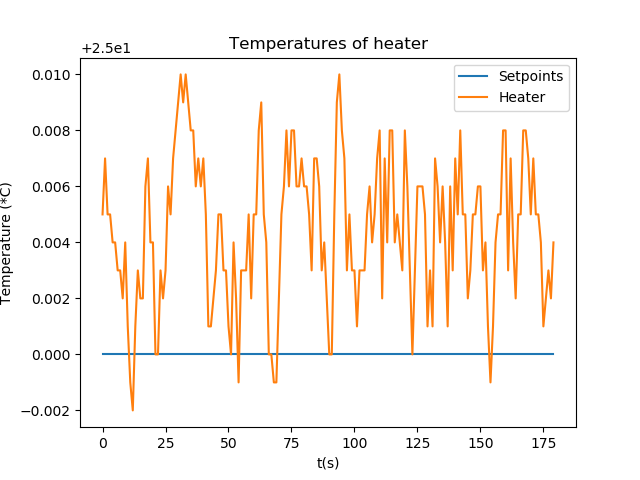 Temperatures of heater
+2.5e1
Setpoints
Heater
0.010
0.008
0.006
0.004
0.002
0.000
−0.002
Temperature (*C)
0 25 50 75 100 125 150 175
t(s)